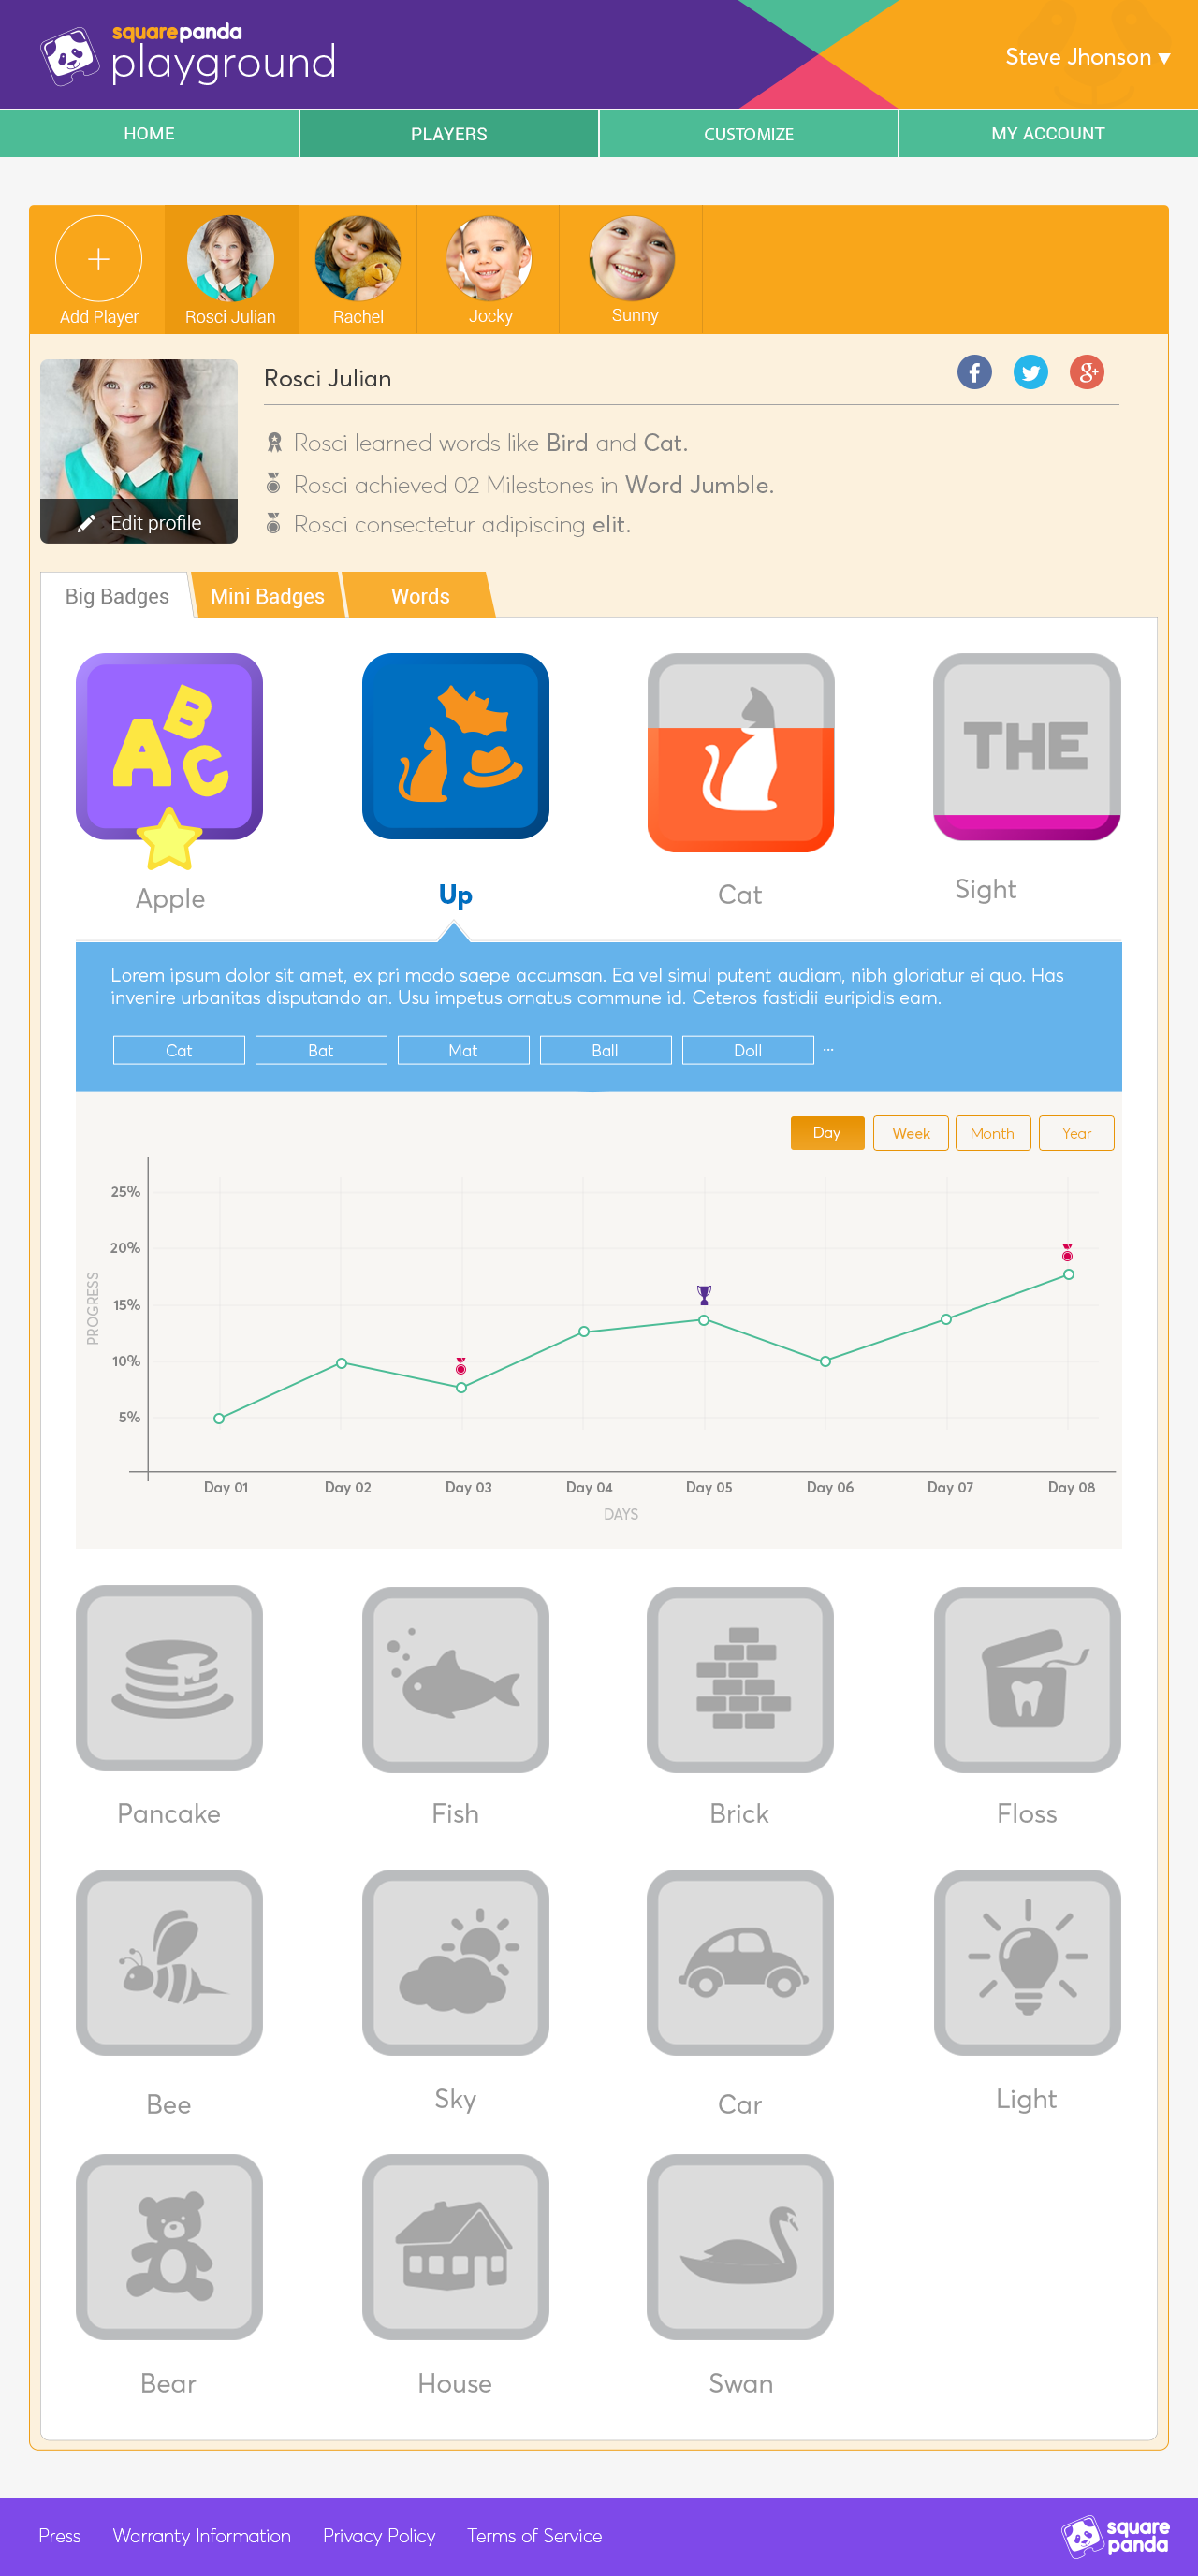 squarepanda
playground
Steve Jhonson ▼
HOME PLAYERS CUSTOMIZE MY ACCOUNT
+
Add Player Rosci Julian Rachel Jocky Sunny
Rosci Julian
f g+
Rosci learned words like Bird and Cat.
Rosci achieved 02 Milestones in Word Jumble.
Rosci consectetur adipiscing elit.
Edit profile
Big Badges Mini Badges Words
ABC
THE
Apple Up Cat Sight
Lorem ipsum dolor sit amet, ex pri modo saepe accumsan. Ea vel simul putent audiam, nibh gloriatur ei quo. Has
invenire urbanitas disputando an. Usu impetus ornatus commune id. Ceteros fastidii euripidis eam.
Cat Bat Mat Ball Doll ...
Day Week Month Year
PROGRESS
25%
20%
15%
10%
5%
Day 01 Day 02 Day 03 Day 04 Day 05 Day 06 Day 07 Day 08
DAYS
Pancake Fish Brick Floss
Bee Sky Car Light
Bear House Swan
Press Warranty Information Privacy Policy Terms of Service
square
panda